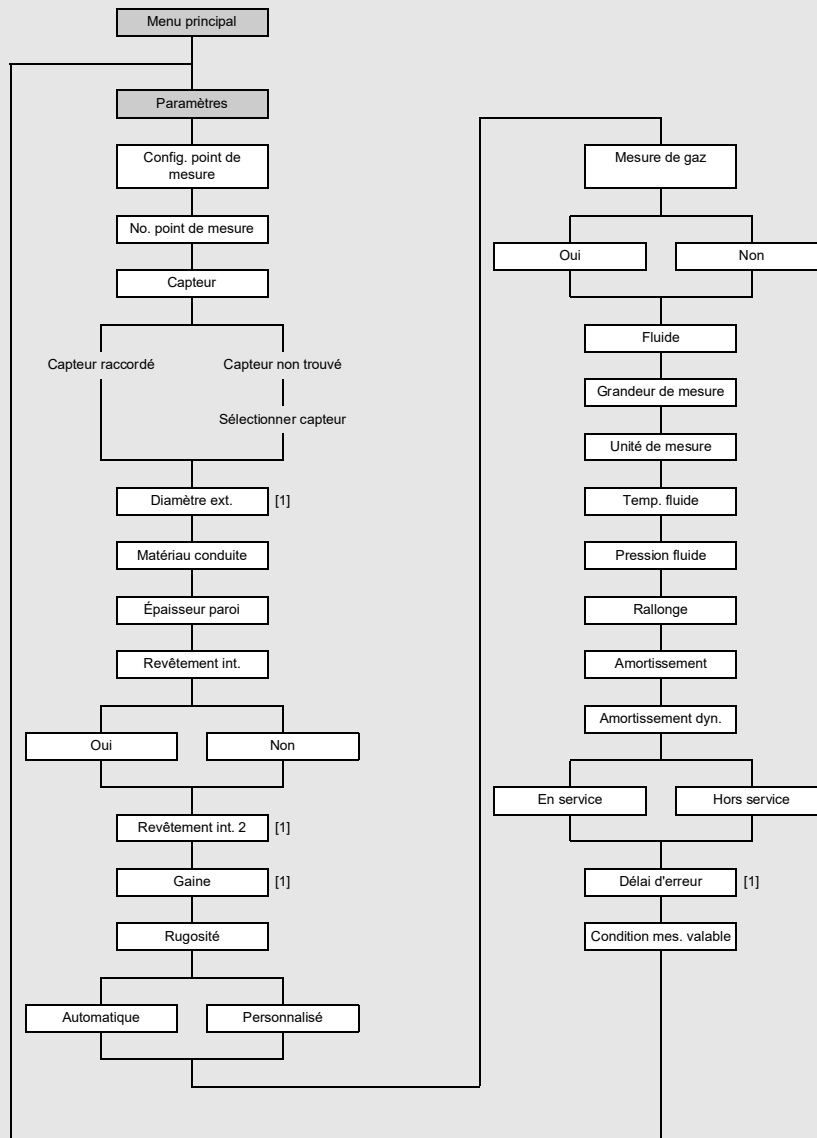 Menu principal
Paramètres
Config. point de
mesure
No. point de mesure
Capteur
Capteur raccordé
Capteur non trouvé
Sélectionner capteur
Diamètre ext. [1]
Matériau conduite
Épaisseur paroi
Revêtement int.
Oui
Non
Revêtement int. 2 [1]
Gaine [1]
Rugosité
Automatique
Personnalisé
Mesure de gaz
Oui
Non
Fluide
Grandeur de mesure
Unité de mesure
Temp. fluide
Pression fluide
Rallonge
Amortissement
Amortissement dyn.
En service
Hors service
Délai d'erreur [1]
Condition mes. valable